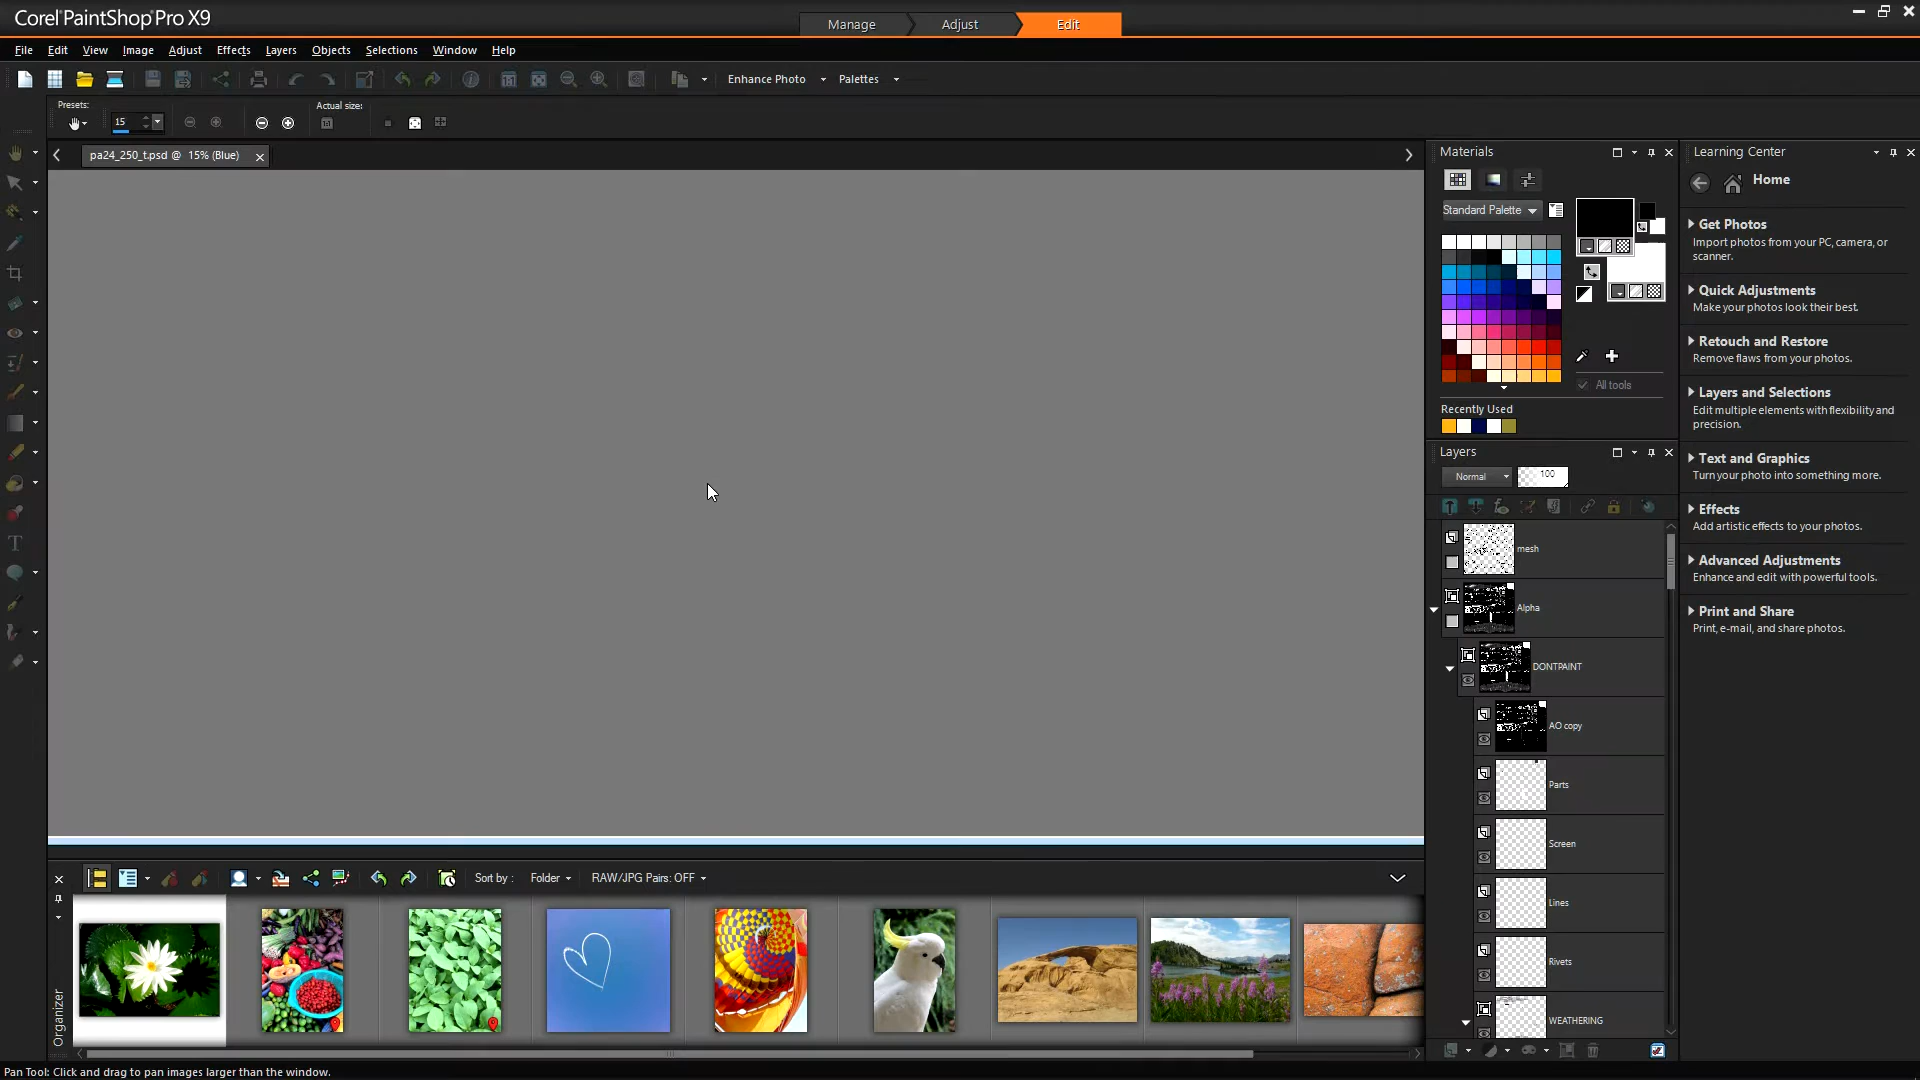 Corel PaintShop Pro X9
Manage
Adjust
Edit
File
Edit
View
Image
Adjust
Effects
Layers
Objects
Selections
Window
Help
Enhance Photo
Palettes
Presets:
15
Actual size:
pa24_250_t.psd @ 15% (Blue)
Materials
Standard Palette
All tools
Recently Used
Layers
Normal
100
mesh
Alpha
DONTPAINT
AO copy
Parts
Screen
Lines
Rivets
WEATHERING
Learning Center
Home
Get Photos
Import photos from your PC, camera, or
scanner.
Quick Adjustments
Make your photos look their best.
Retouch and Restore
Remove flaws from your photos.
Layers and Selections
Edit multiple elements with flexibility and
precision.
Text and Graphics
Turn your photo into something more.
Effects
Add artistic effects to your photos.
Advanced Adjustments
Enhance and edit with powerful tools.
Print and Share
Print, e-mail, and share photos.
Organizer
Sort by :
Folder
RAW/JPG Pairs: OFF
Pan Tool: Click and drag to pan images larger than the window.